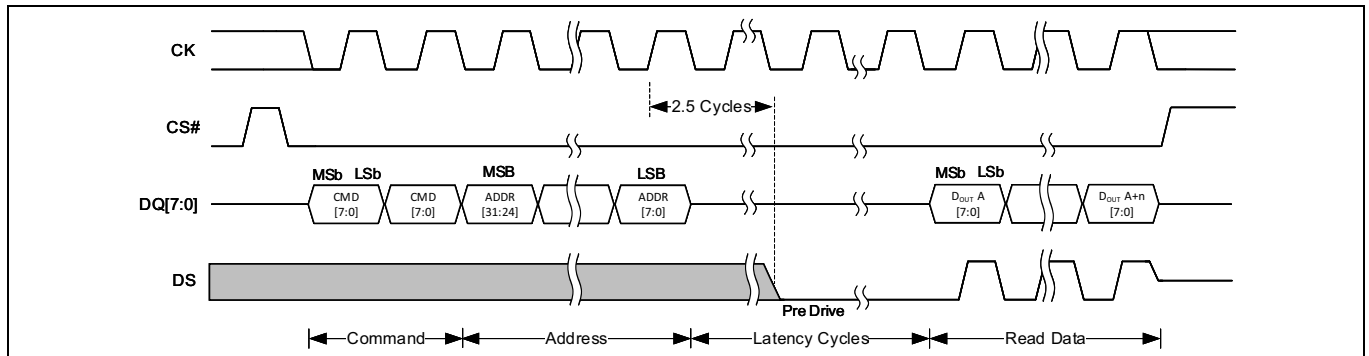 CK
2.5 Cycles
CS#
MSb LSb MSB LSB MSb LSb
DQ[7:0] CMD [7:0] CMD [7:0] ADDR [31:24] ADDR [7:0] DOUT A [7:0] DOUT A+n [7:0]
DS
Pre Drive
Command Address Latency Cycles Read Data